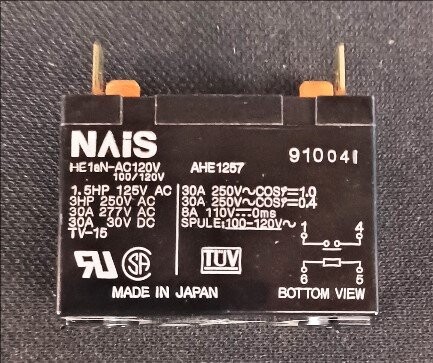 NAiS
HE1aN-AC120V AHE1257 910041
100/120V
1.5HP 125V AC
3HP 250V AC
30A 277V AC
30A 30V DC
TV-15
30A 250V~COSφ=1.0
30A 250V~COSφ=0.4
8A 110V⎓0ms
SPULE:100-120V~
1 4
6 5
BOTTOM VIEW
RU SA TÜV
MADE IN JAPAN